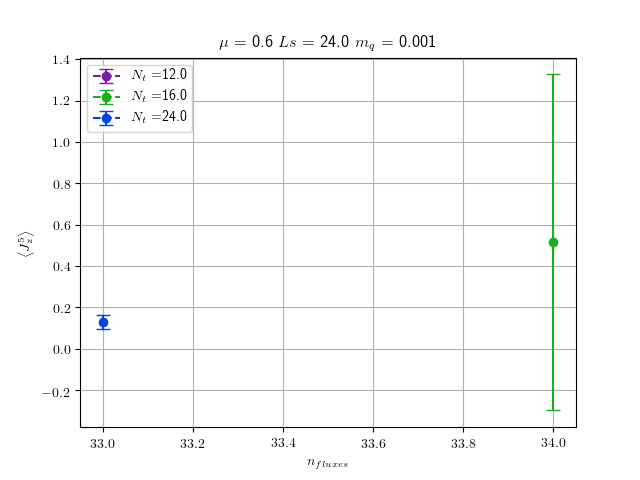 μ = 0.6 Ls = 24.0 m_q = 0.001
1.4
1.2
1.0
0.8
0.6
0.4
0.2
0.0
−0.2
N_t =12.0
N_t =16.0
N_t =24.0
⟨J_z^5⟩
33.0 33.2 33.4 33.6 33.8 34.0
n_fluxes